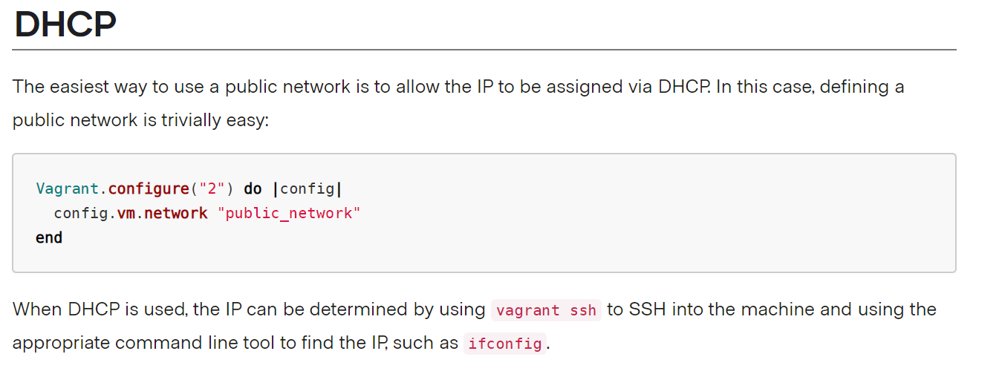 DHCP
The easiest way to use a public network is to allow the IP to be assigned via DHCP. In this case, defining a
public network is trivially easy:
Vagrant.configure("2") do |config|
  config.vm.network "public_network"
end
When DHCP is used, the IP can be determined by using vagrant ssh to SSH into the machine and using the
appropriate command line tool to find the IP, such as ifconfig.